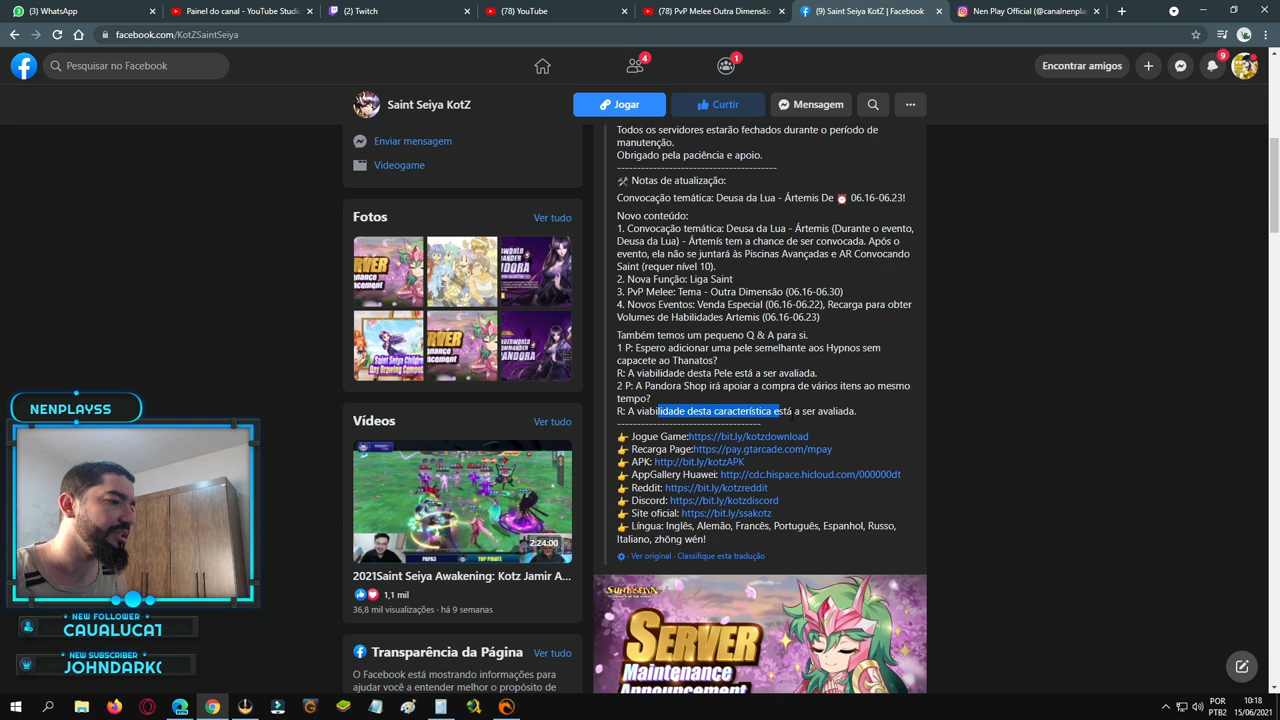 (3) WhatsApp
Painel do canal - YouTube Studio
(2) Twitch
(78) YouTube
(78) PvP Melee Outra Dimensão
(9) Saint Seiya KotZ | Facebook
Nen Play Official (@canalnenplay
facebook.com/KotZSaintSeiya
Pesquisar no Facebook
4
1
Encontrar amigos
9
Saint Seiya KotZ
Jogar
Curtir
Mensagem
Enviar mensagem
Videogame
Fotos
Ver tudo
Vídeos
Ver tudo
2:24:00
2021Saint Seiya Awakening: Kotz Jamir A...
1,1 mil
36,8 mil visualizações · há 9 semanas
Transparência da Página
Ver tudo
O Facebook está mostrando informações para
ajudar você a entender melhor o propósito de
Todos os servidores estarão fechados durante o período de
manutenção.
Obrigado pela paciência e apoio.
----------------------------------------
Notas de atualização:
Convocação temática: Deusa da Lua - Ártemis De ⏰ 06.16-06.23!
Novo conteúdo:
1. Convocação temática: Deusa da Lua - Ártemis (Durante o evento,
Deusa da Lua) - Ártemís tem a chance de ser convocada. Após o
evento, ela não se juntará às Piscinas Avançadas e AR Convocando
Saint (requer nível 10).
2. Nova Função: Liga Saint
3. PvP Melee: Tema - Outra Dimensão (06.16-06.30)
4. Novos Eventos: Venda Especial (06.16-06.22), Recarga para obter
Volumes de Habilidades Artemis (06.16-06.23)
Também temos um pequeno Q & A para si.
1 P: Espero adicionar uma pele semelhante aos Hypnos sem
capacete ao Thanatos?
R: A viabilidade desta Pele está a ser avaliada.
2 P: A Pandora Shop irá apoiar a compra de vários itens ao mesmo
tempo?
R: A viabilidade desta característica está a ser avaliada.
------------------------------------
👉 Jogue Game:https://bit.ly/kotzdownload
👉 Recarga Page:https://pay.gtarcade.com/mpay
👉 APK: http://bit.ly/kotzAPK
👉 AppGallery Huawei: http://cdc.hispace.hicloud.com/000000dt
👉 Reddit: https://bit.ly/kotzreddit
👉 Discord: https://bit.ly/kotzdiscord
👉 Site oficial: https://bit.ly/ssakotz
👉 Língua: Inglês, Alemão, Francês, Português, Espanhol, Russo,
Italiano, zhōng wén!
· Ver original · Classifique esta tradução
SERVER
Maintenance
Announcement
NENPLAYSS
NEW FOLLOWER
CAVALUCA
NEW SUBSCRIBER
JOHNDARK
POR
PTB2
10:18
15/06/2021